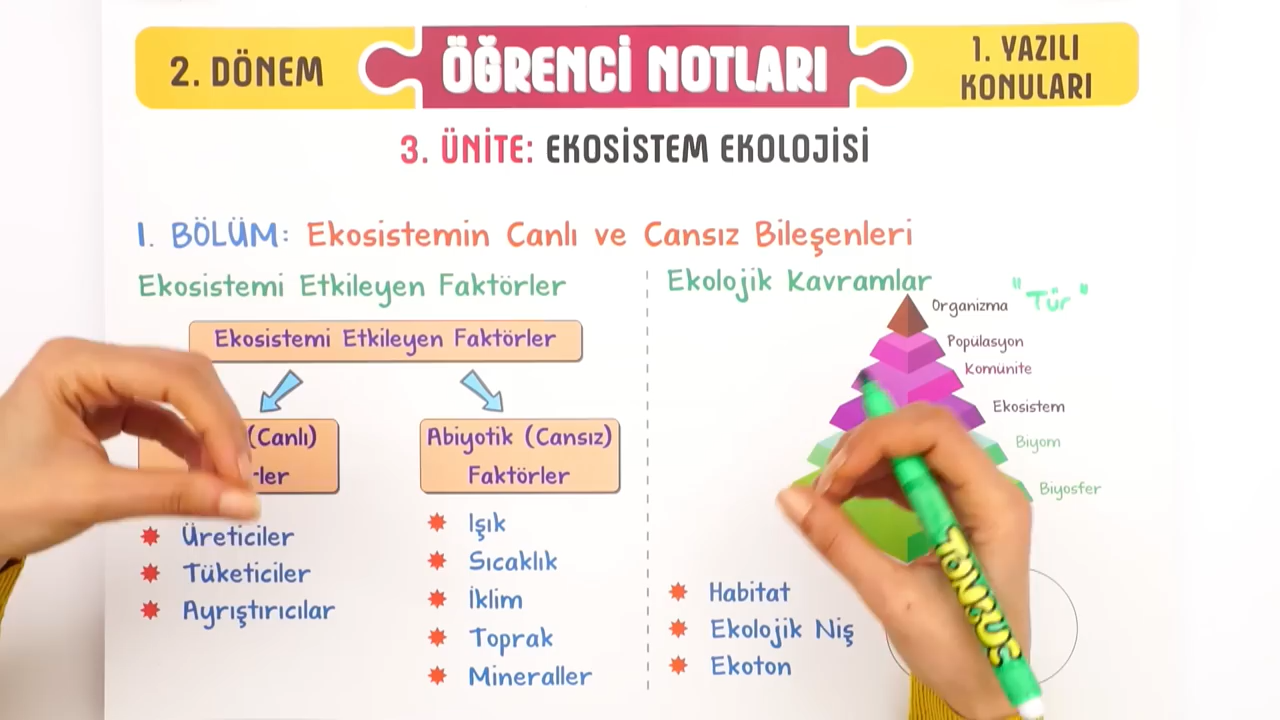 2. DÖNEM
ÖĞRENCİ NOTLARI
1. YAZILI
KONULARI
3. ÜNİTE: EKOSİSTEM EKOLOJİSİ
1. BÖLÜM: Ekosistemin Canlı ve Cansız Bileşenleri
Ekosistemi Etkileyen Faktörler
Ekosistemi Etkileyen Faktörler
(Canlı)
Abiyotik (Cansız)
Faktörler
Üreticiler
Tüketiciler
Ayrıştırıcılar
Işık
Sıcaklık
İklim
Toprak
Mineraller
Ekolojik Kavramlar
Organizma "Tür"
Popülasyon
Komünite
Ekosistem
Biyom
Biyosfer
Habitat
Ekolojik Niş
Ekoton
TONGUÇ